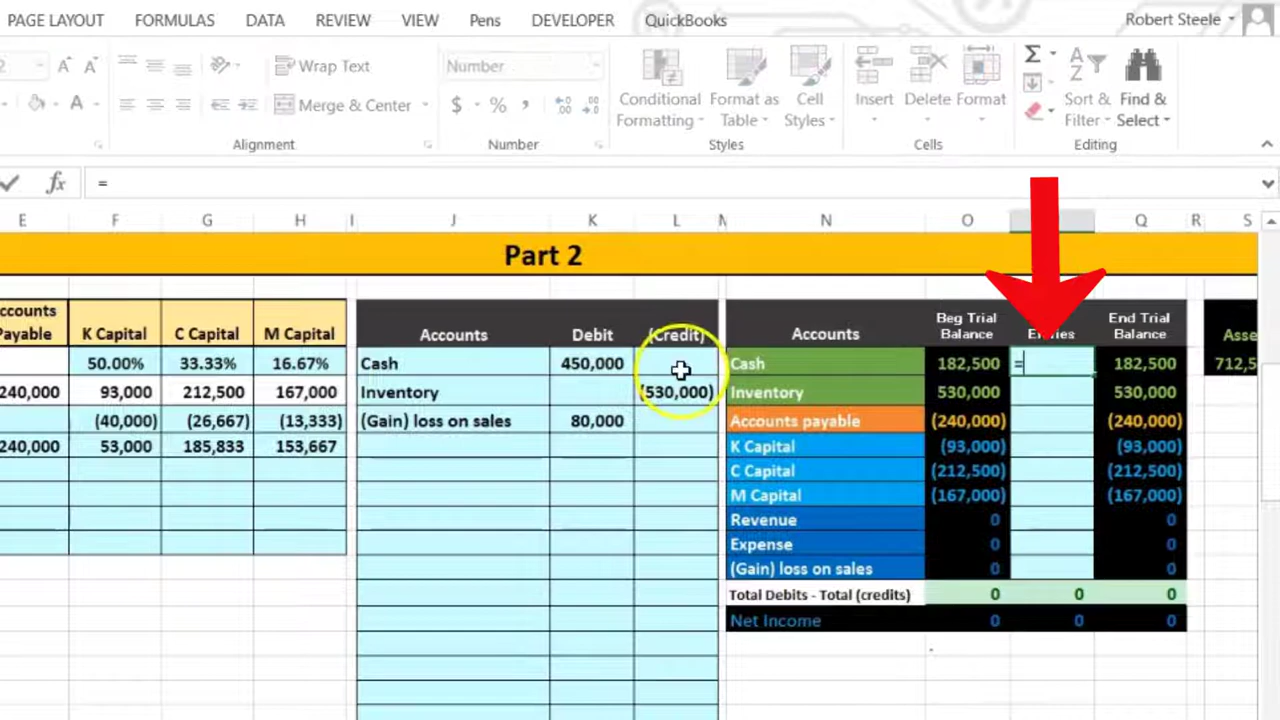 PAGE LAYOUT FORMULAS DATA REVIEW VIEW Pens DEVELOPER QuickBooks Robert Steele
Wrap Text Number
Merge & Center $ % , Conditional Formatting Format as Table Cell Styles Insert Delete Format Sort & Filter Find & Select
Alignment Number Styles Cells Editing
fx =
E F G H I J K L M N O Q R S
Part 2
Accounts Debit (Credit) Accounts Beg Trial Balance Entries End Trial Balance
K Capital C Capital M Capital
50.00% 33.33% 16.67% Cash 450,000 Cash 182,500 = 182,500
240,000 93,000 212,500 167,000 Inventory (530,000) Inventory 530,000 530,000
(40,000) (26,667) (13,333) (Gain) loss on sales 80,000 Accounts payable (240,000) (240,000)
240,000 53,000 185,833 153,667 K Capital (93,000) (93,000)
C Capital (212,500) (212,500)
M Capital (167,000) (167,000)
Revenue 0 0
Expense 0 0
(Gain) loss on sales 0 0
Total Debits - Total (credits) 0 0 0
Net Income 0 0 0